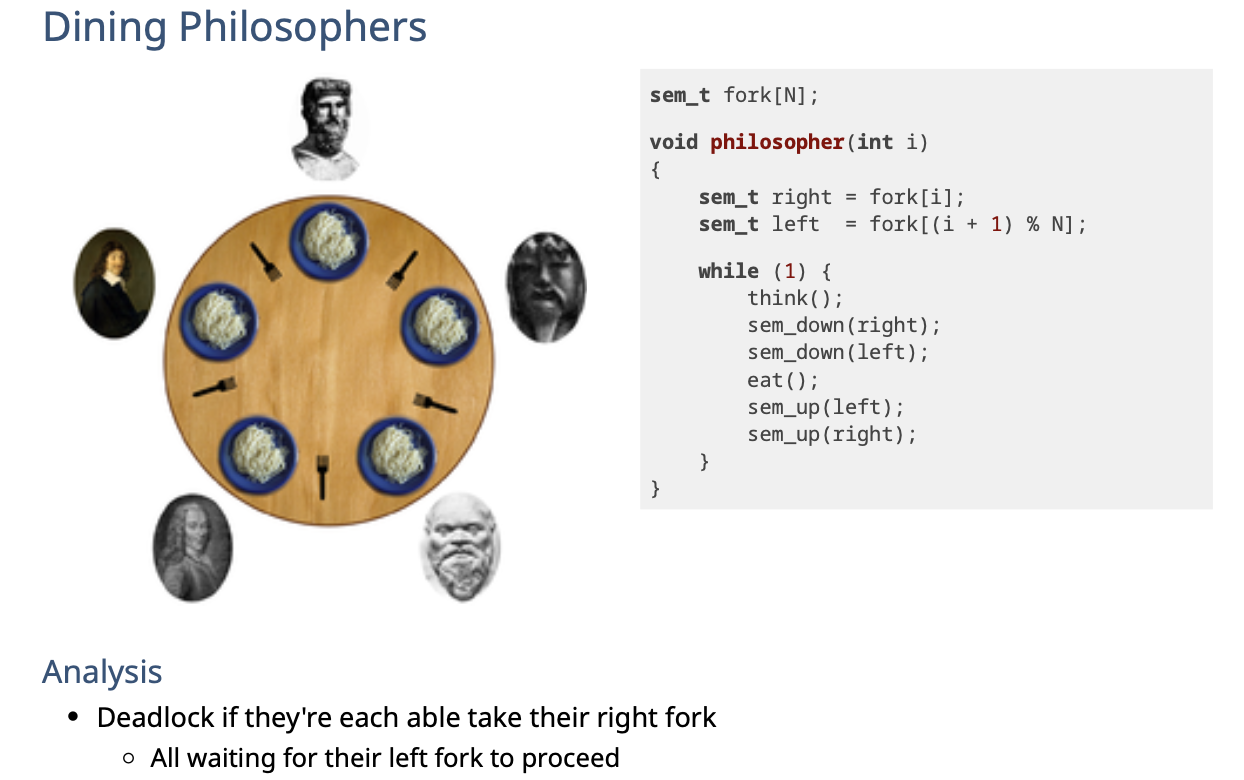 Dining Philosophers
sem_t fork[N];
void philosopher(int i)
{
    sem_t right = fork[i];
    sem_t left  = fork[(i + 1) % N];
    while (1) {
        think();
        sem_down(right);
        sem_down(left);
        eat();
        sem_up(left);
        sem_up(right);
    }
}
Analysis
• Deadlock if they're each able take their right fork
○ All waiting for their left fork to proceed